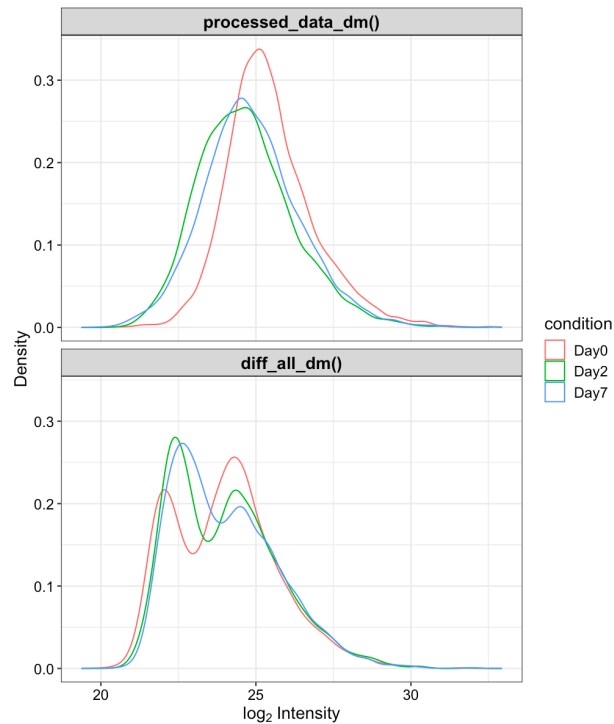 processed_data_dm()
0.3
0.2
0.1
0.0
Density
diff_all_dm()
0.3
0.2
0.1
0.0
20
25
30
log₂ Intensity
condition
Day0
Day2
Day7